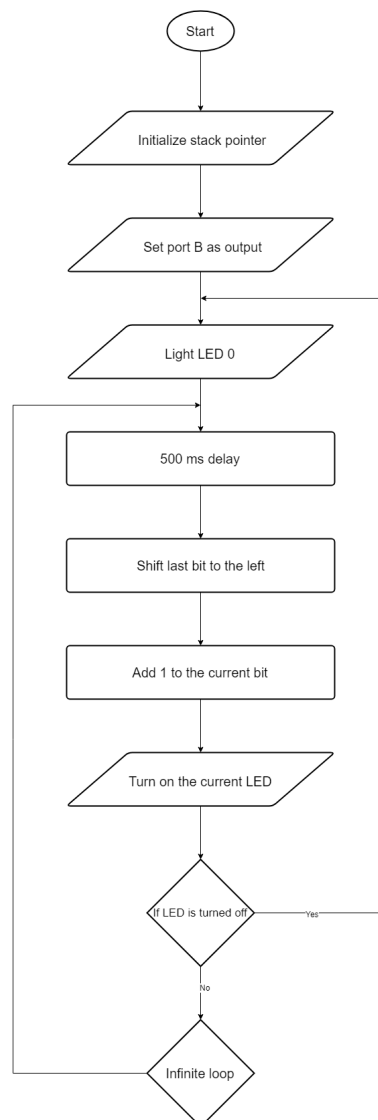 Start
Initialize stack pointer
Set port B as output
Light LED 0
500 ms delay
Shift last bit to the left
Add 1 to the current bit
Turn on the current LED
If LED is turned off
Yes
No
Infinite loop